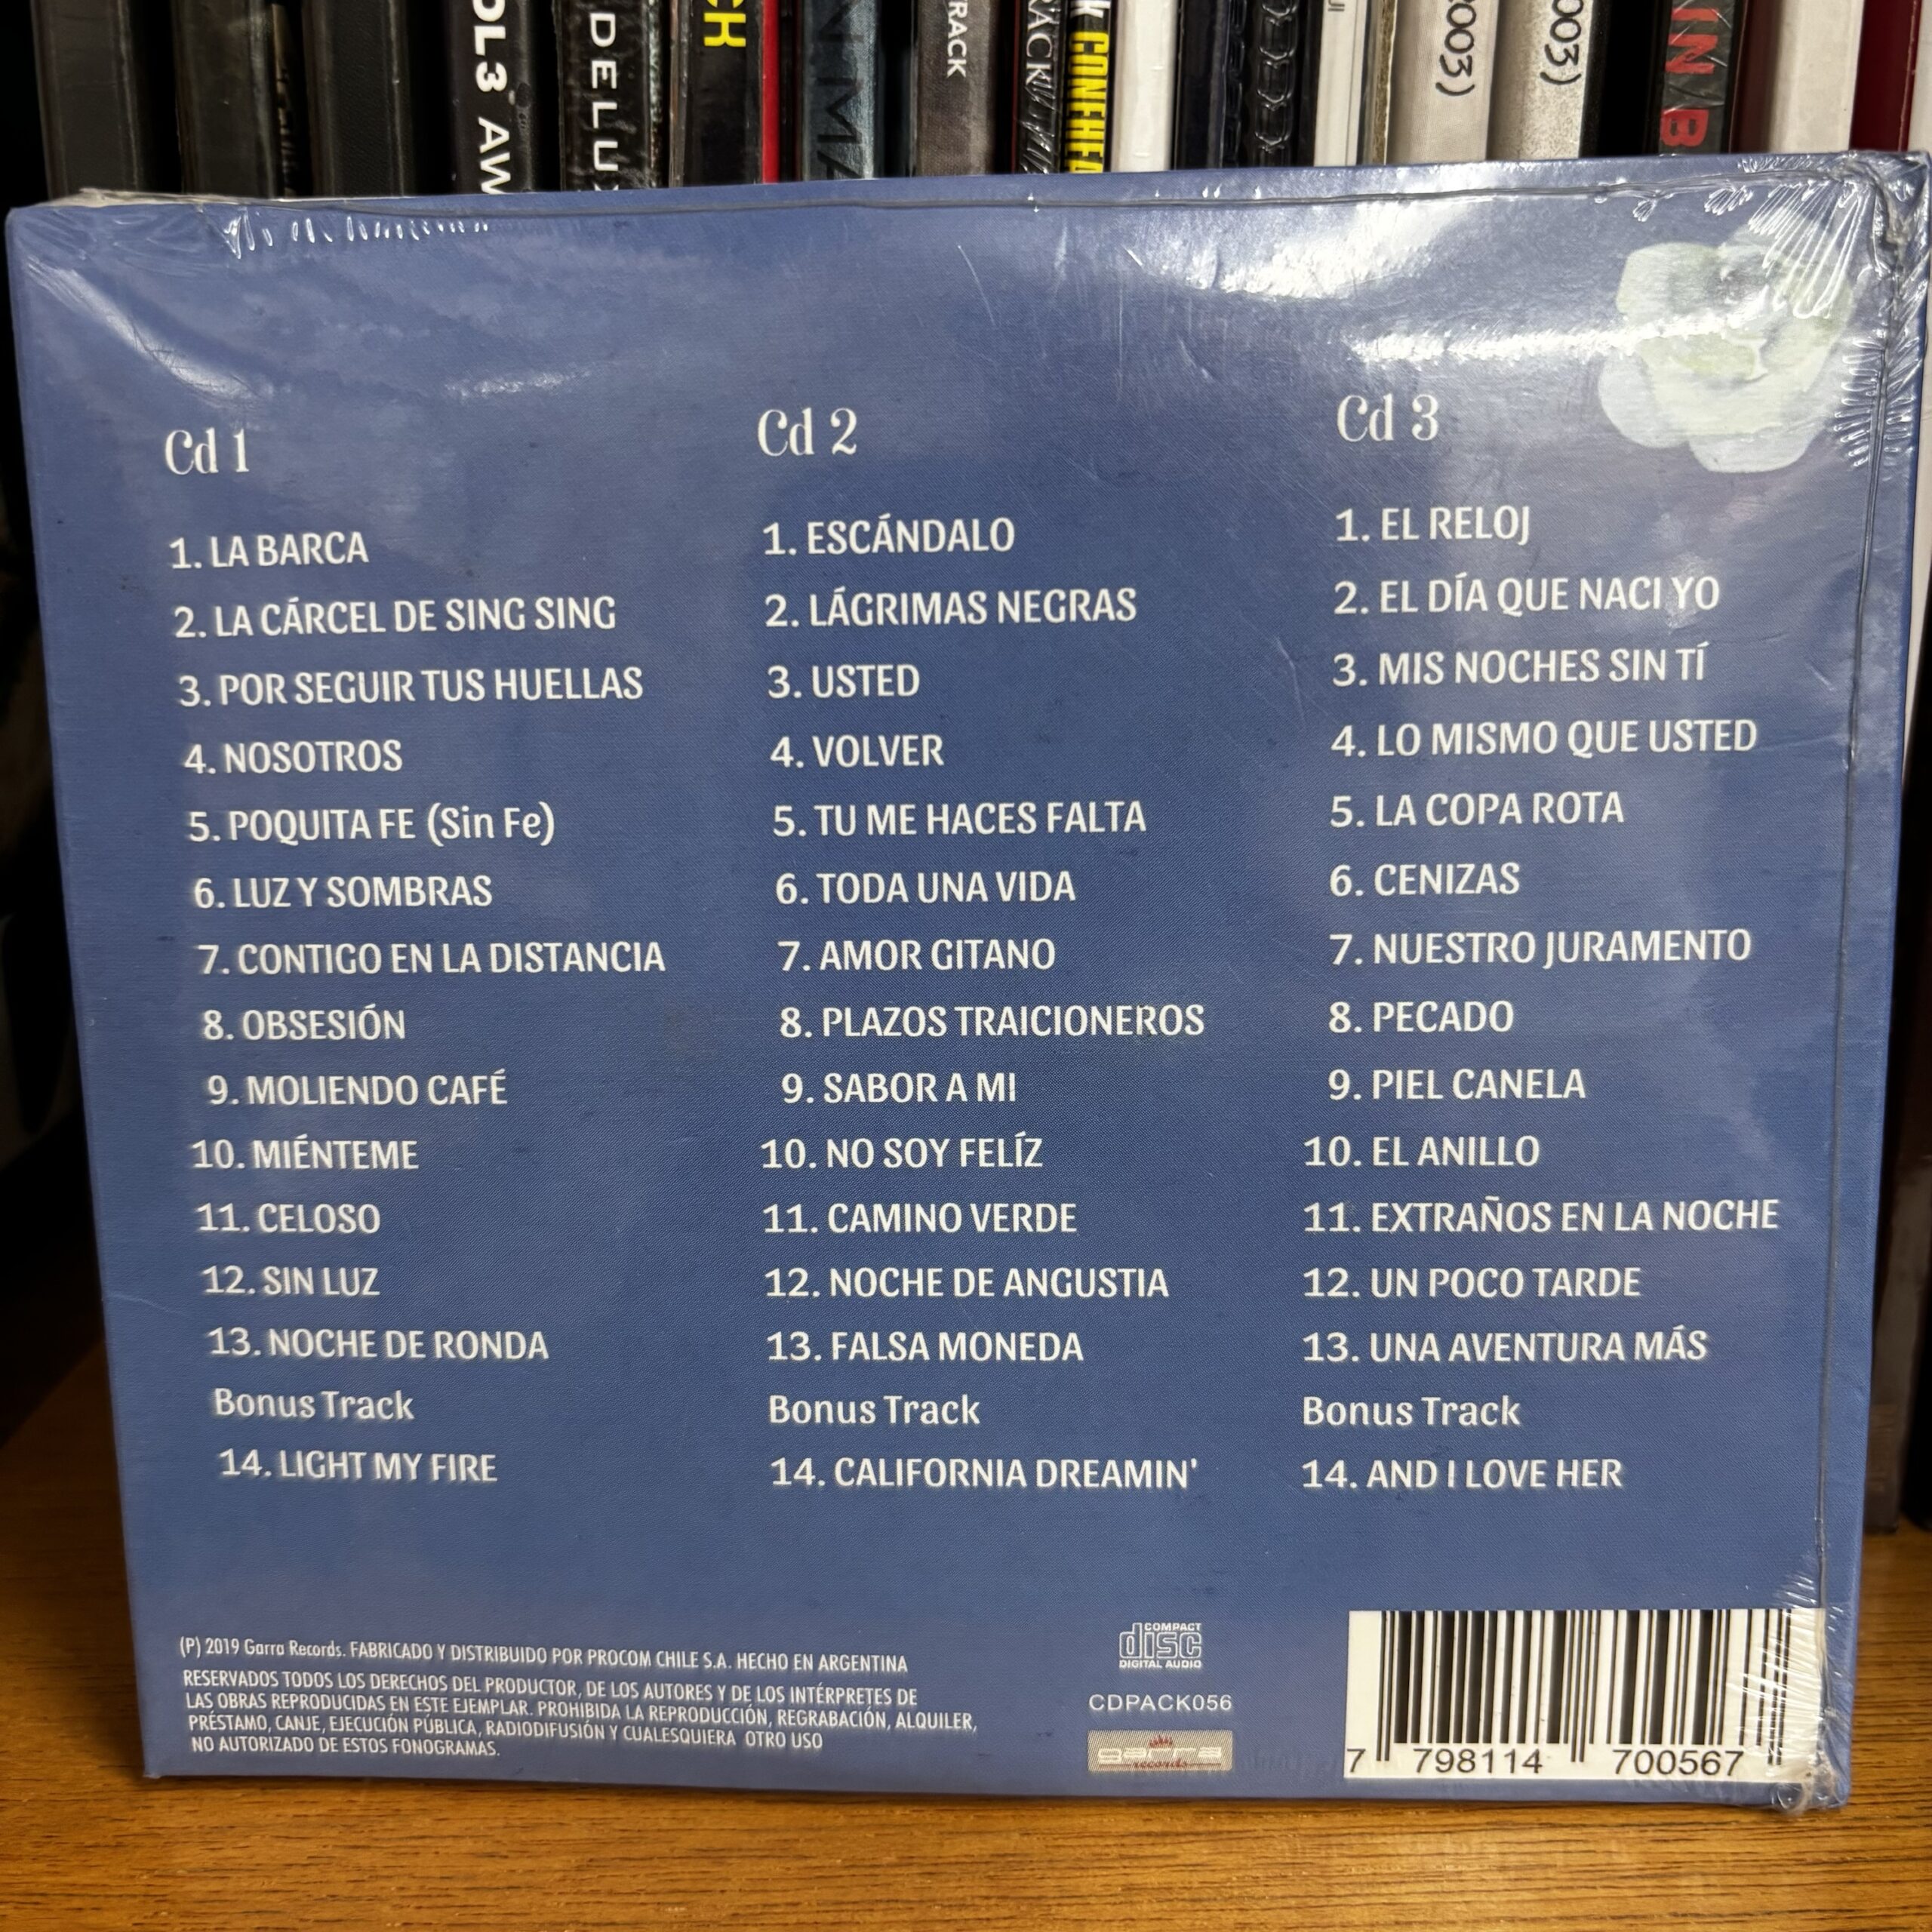 OL3 AW
DELU
CK
RACK
K CONEHEA
2003)
003)
IN/B
Cd 1
1. LA BARCA
2. LA CÁRCEL DE SING SING
3. POR SEGUIR TUS HUELLAS
4. NOSOTROS
5. POQUITA FE (Sin Fe)
6. LUZ Y SOMBRAS
7. CONTIGO EN LA DISTANCIA
8. OBSESIÓN
9. MOLIENDO CAFÉ
10. MIÉNTEME
11. CELOSO
12. SIN LUZ
13. NOCHE DE RONDA
Bonus Track
14. LIGHT MY FIRE
Cd 2
1. ESCÁNDALO
2. LÁGRIMAS NEGRAS
3. USTED
4. VOLVER
5. TU ME HACES FALTA
6. TODA UNA VIDA
7. AMOR GITANO
8. PLAZOS TRAICIONEROS
9. SABOR A MI
10. NO SOY FELÍZ
11. CAMINO VERDE
12. NOCHE DE ANGUSTIA
13. FALSA MONEDA
Bonus Track
14. CALIFORNIA DREAMIN'
Cd 3
1. EL RELOJ
2. EL DÍA QUE NACI YO
3. MIS NOCHES SIN TÍ
4. LO MISMO QUE USTED
5. LA COPA ROTA
6. CENIZAS
7. NUESTRO JURAMENTO
8. PECADO
9. PIEL CANELA
10. EL ANILLO
11. EXTRAÑOS EN LA NOCHE
12. UN POCO TARDE
13. UNA AVENTURA MÁS
Bonus Track
14. AND I LOVE HER
(P) 2019 Garra Records. FABRICADO Y DISTRIBUIDO POR PROCOM CHILE S.A. HECHO EN ARGENTINA
RESERVADOS TODOS LOS DERECHOS DEL PRODUCTOR, DE LOS AUTORES Y DE LOS INTÉRPRETES DE
LAS OBRAS REPRODUCIDAS EN ESTE EJEMPLAR. PROHIBIDA LA REPRODUCCIÓN, REGRABACIÓN, ALQUILER,
PRÉSTAMO, CANJE, EJECUCIÓN PÚBLICA, RADIODIFUSIÓN Y CUALESQUIERA OTRO USO
NO AUTORIZADO DE ESTOS FONOGRAMAS.
COMPACT
disc
DIGITAL AUDIO
CDPACK056
garra
records
7 798114 700567